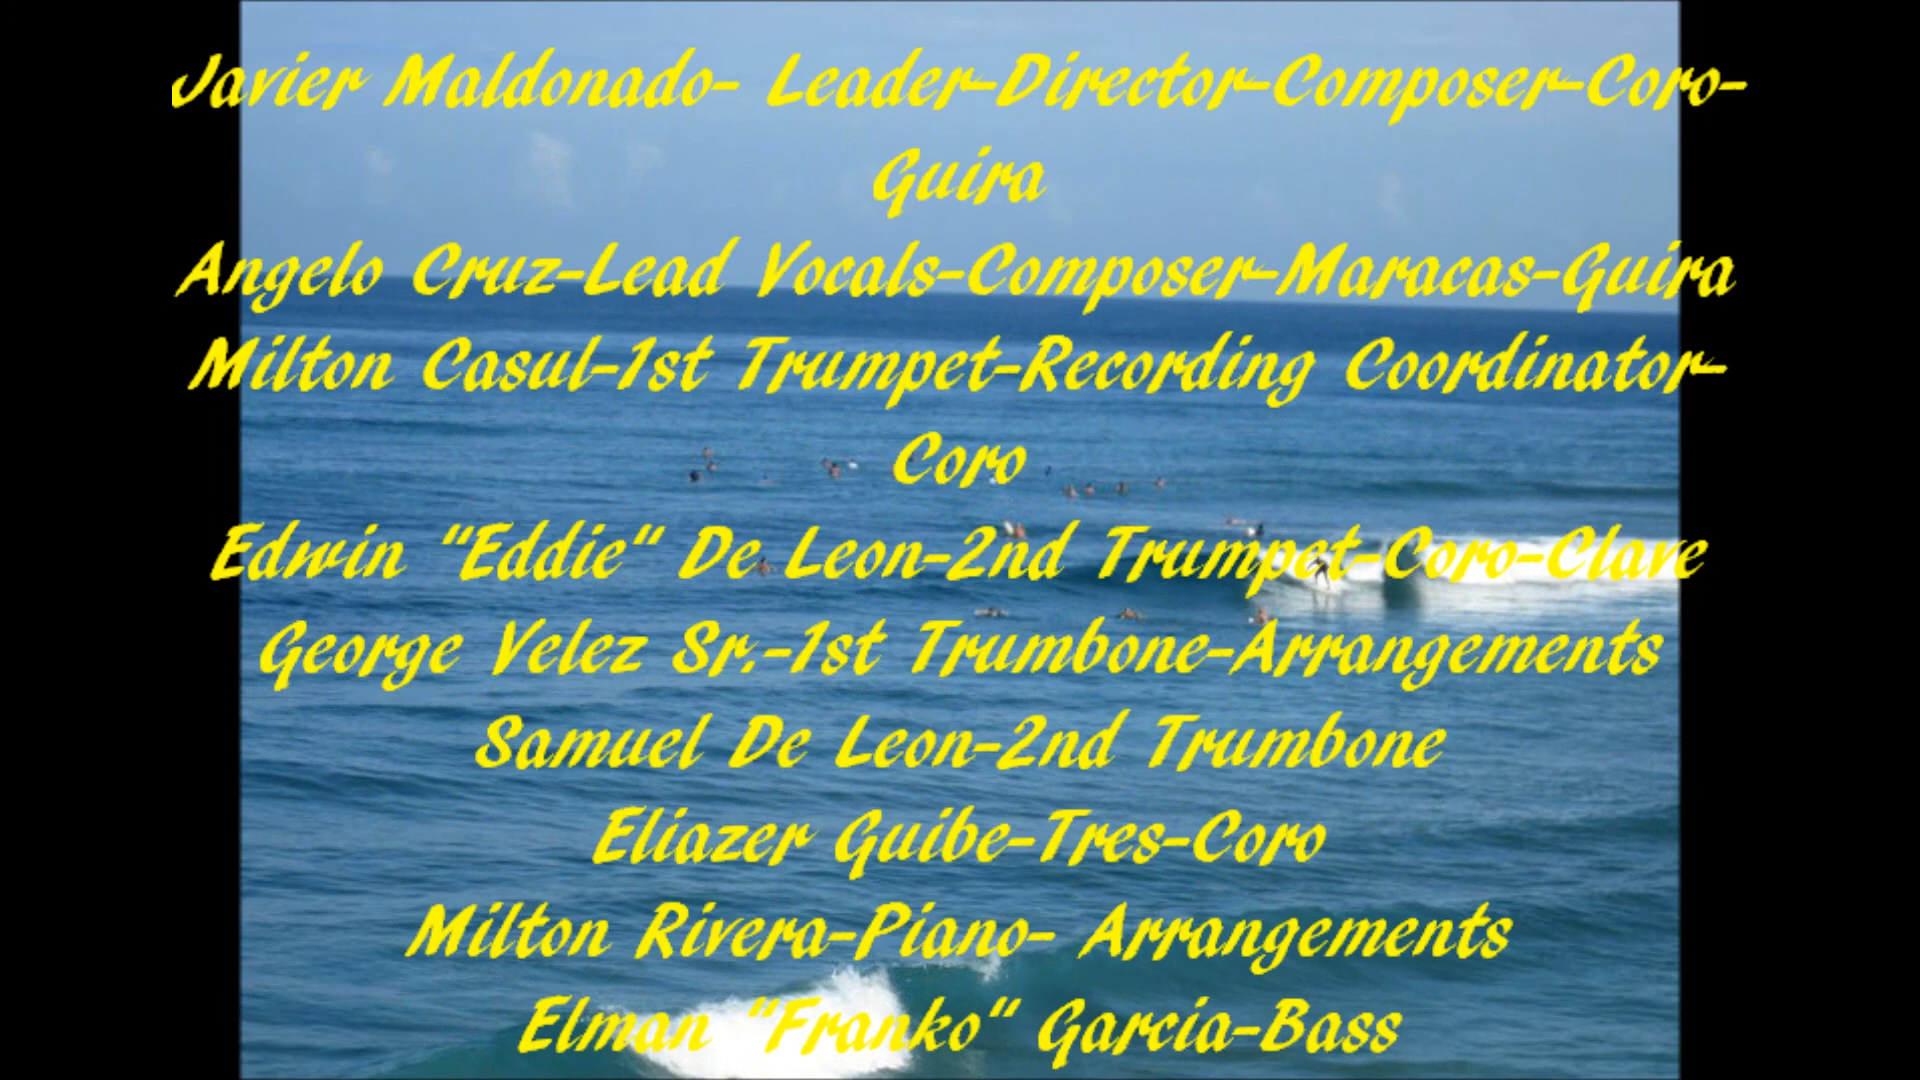 Javier Maldonado- Leader-Director-Composer-Coro-
Guira
Angelo Cruz-Lead Vocals-Composer-Maracas-Guira
Milton Casul-1st Trumpet-Recording Coordinator-
Coro
Edwin "Eddie" De Leon-2nd Trumpet-Coro-Clave
George Velez Sr.-1st Trumbone-Arrangements
Samuel De Leon-2nd Trumbone
Eliazer Guibe-Tres-Coro
Milton Rivera-Piano- Arrangements
Elman "Franko" Garcia-Bass